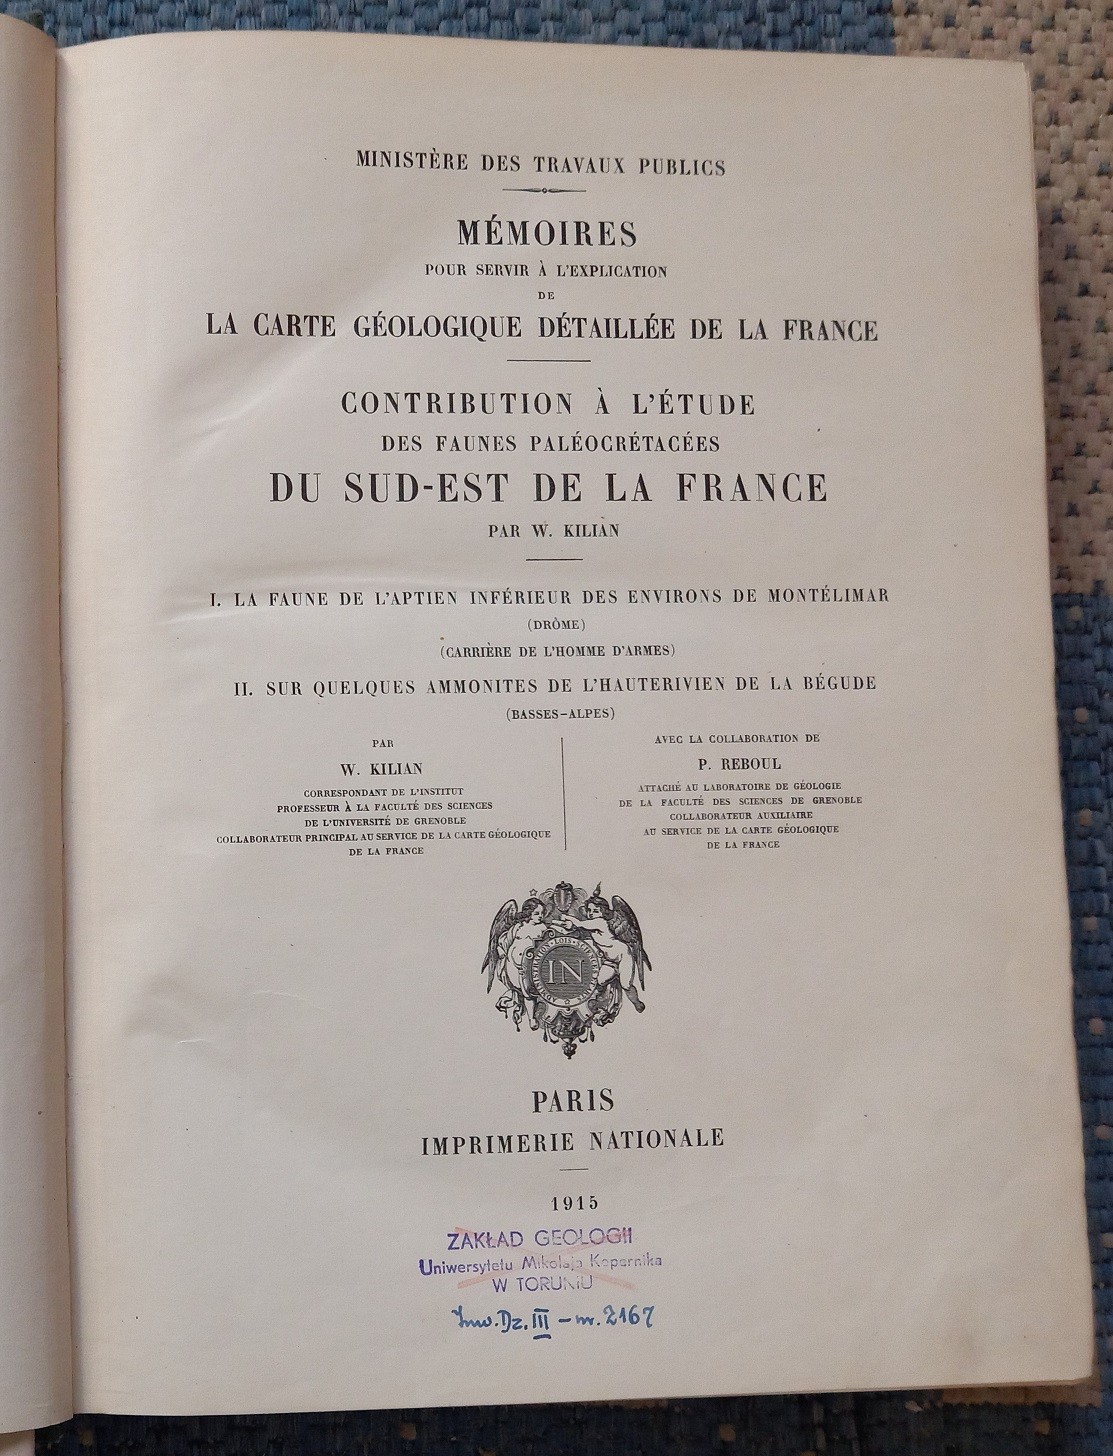 MINISTÈRE DES TRAVAUX PUBLICS
MÉMOIRES
POUR SERVIR À L'EXPLICATION
DE
LA CARTE GÉOLOGIQUE DÉTAILLÉE DE LA FRANCE
CONTRIBUTION À L'ÉTUDE
DES FAUNES PALÉOCRÉTACÉES
DU SUD-EST DE LA FRANCE
PAR W. KILIAN
I. LA FAUNE DE L'APTIEN INFÉRIEUR DES ENVIRONS DE MONTÉLIMAR
(DRÔME)
(CARRIÈRE DE L'HOMME D'ARMES)
II. SUR QUELQUES AMMONITES DE L'HAUTERIVIEN DE LA BÉGUDE
(BASSES-ALPES)
PAR
W. KILIAN
CORRESPONDANT DE L'INSTITUT
PROFESSEUR À LA FACULTÉ DES SCIENCES
DE L'UNIVERSITÉ DE GRENOBLE
COLLABORATEUR PRINCIPAL AU SERVICE DE LA CARTE GÉOLOGIQUE
DE LA FRANCE
AVEC LA COLLABORATION DE
P. REBOUL
ATTACHÉ AU LABORATOIRE DE GÉOLOGIE
DE LA FACULTÉ DES SCIENCES DE GRENOBLE
COLLABORATEUR AUXILIAIRE
AU SERVICE DE LA CARTE GÉOLOGIQUE
DE LA FRANCE
IN
PARIS
IMPRIMERIE NATIONALE
1915
ZAKŁAD GEOLOGII
Uniwersytetu Mikołaja Kopernika
W TORUNIU
Inw. Dz. III - nr. 2167